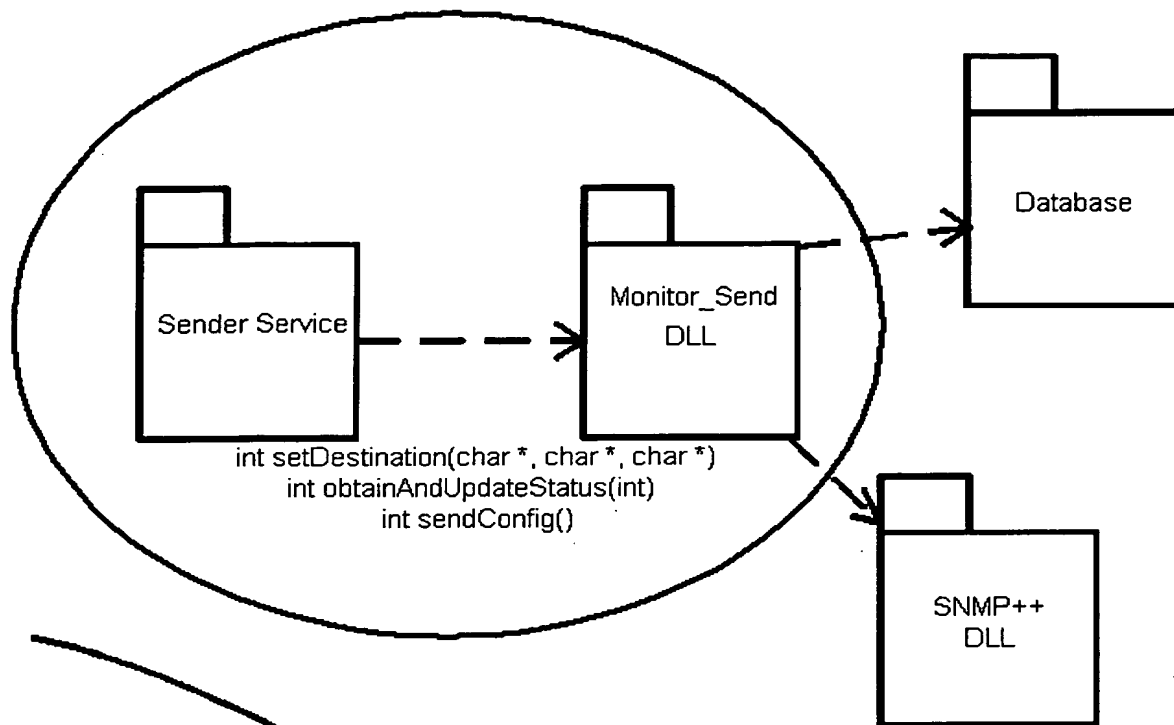 Database
Sender Service
Monitor_Send
DLL
int setDestination(char *, char *, char *)
int obtainAndUpdateStatus(int)
int sendConfig()
SNMP++
DLL